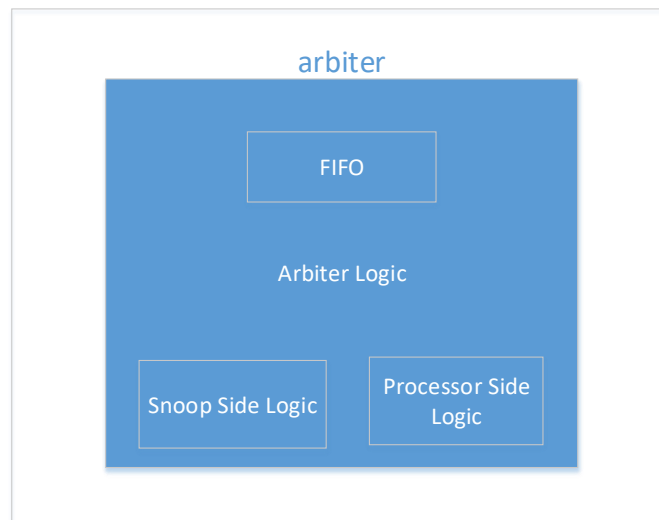 arbiter
FIFO
Arbiter Logic
Snoop Side Logic
Processor Side
Logic